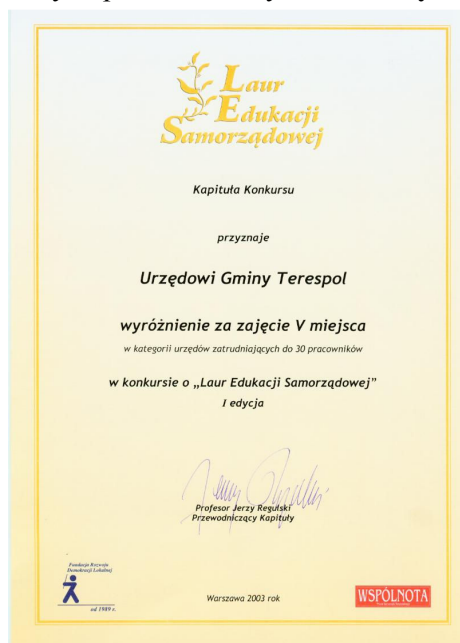 Laur
Edukacji
Samorządowej
Kapituła Konkursu
przyznaje
Urzędowi Gminy Terespol
wyróżnienie za zajęcie V miejsca
w kategorii urzędów zatrudniających do 30 pracowników
w konkursie o „Laur Edukacji Samorządowej”
I edycja
Profesor Jerzy Regulski
Przewodniczący Kapituły
Fundacja Rozwoju
Demokracji Lokalnej
od 1989 r.
Warszawa 2003 rok
WSPÓLNOTA